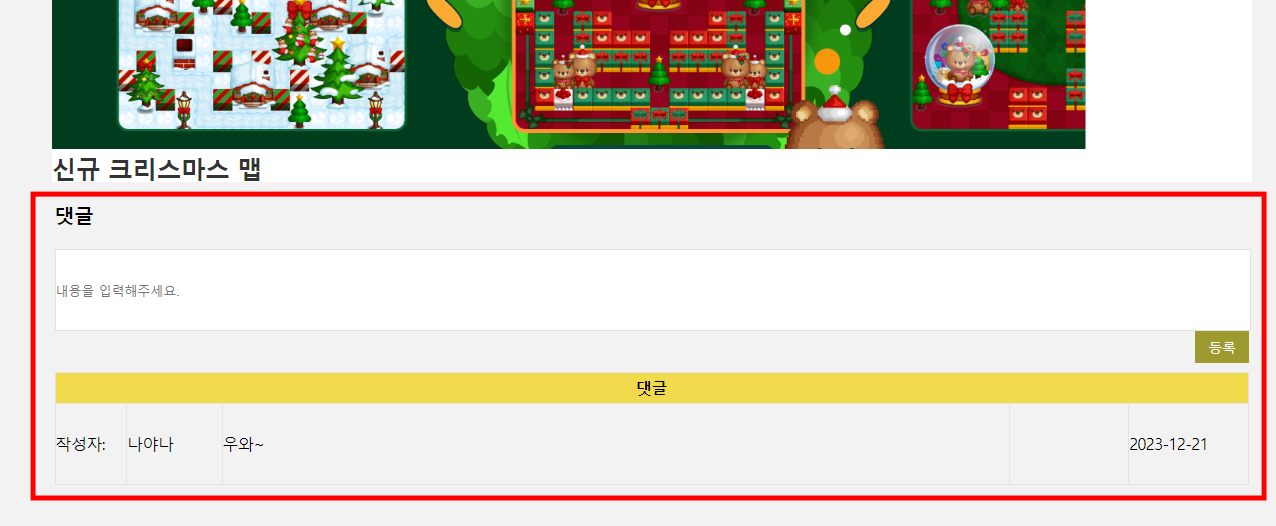 신규 크리스마스 맵
댓글
내용을 입력해주세요.
등록
댓글
작성자: 나야나 우와~ 2023-12-21